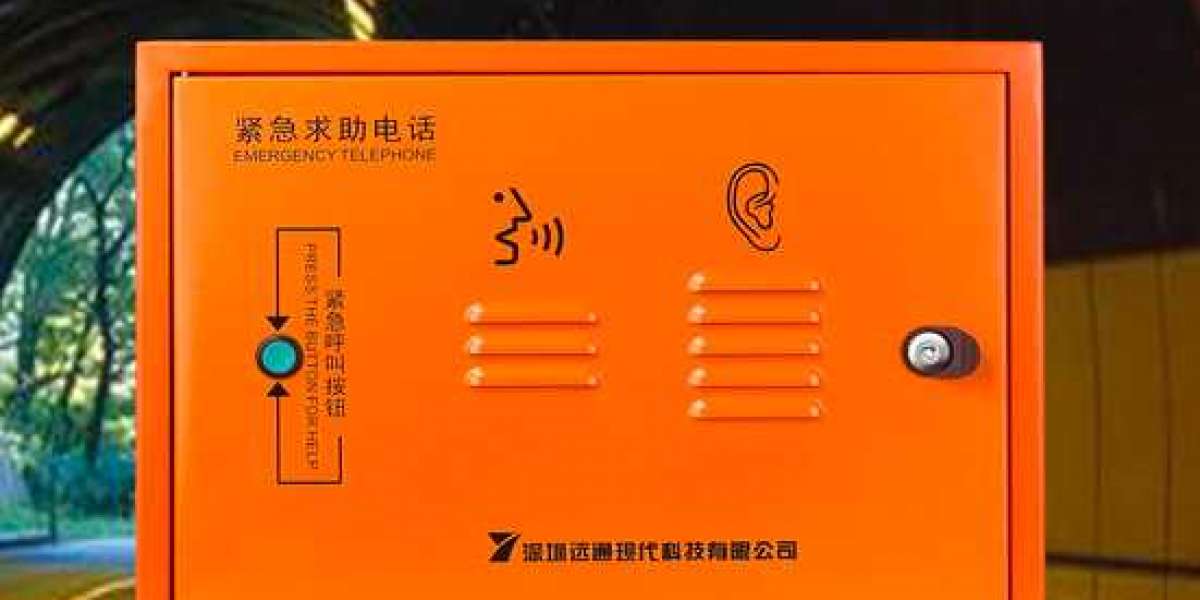 紧急求助电话
EMERGENCY TELEPHONE
紧急呼叫按钮
PRESS THE BUTTON FOR HELP
深圳远通现代科技有限公司